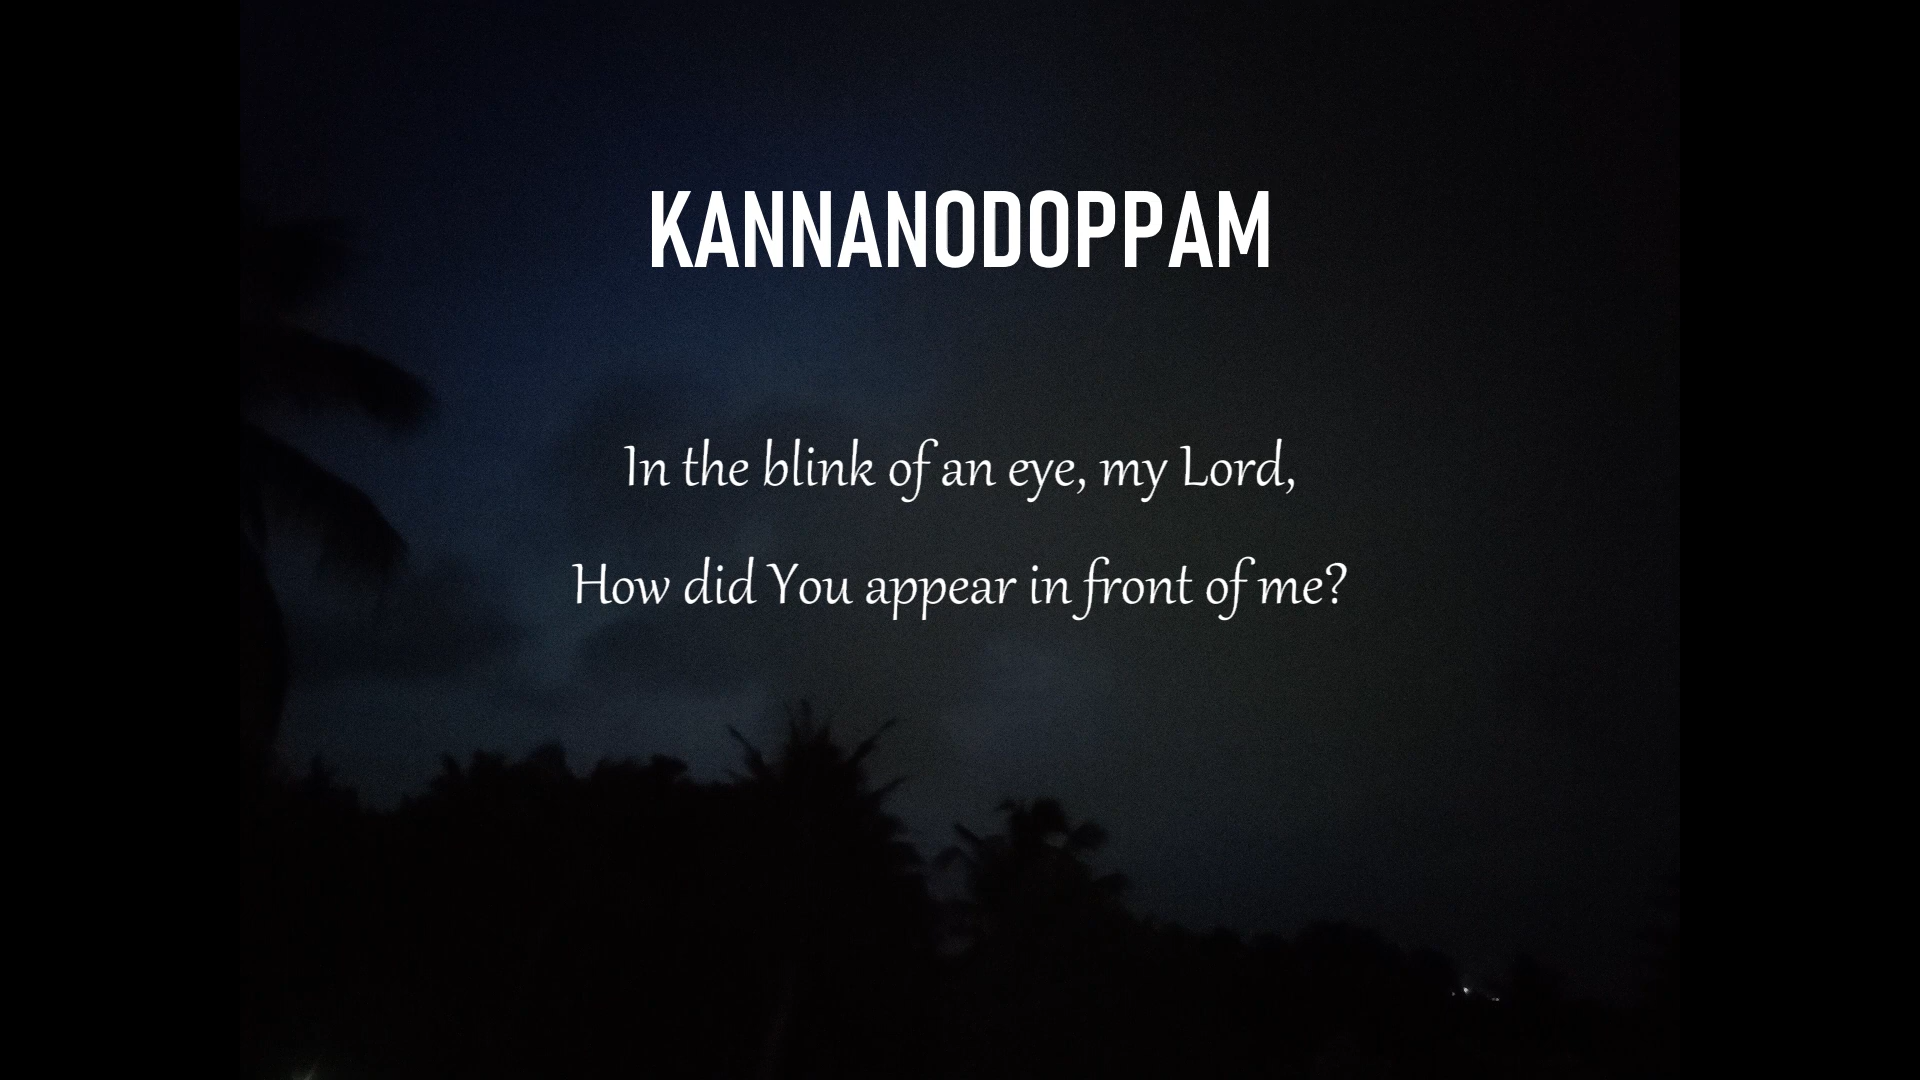 KANNANODOPPAM
In the blink of an eye, my Lord,
How did You appear in front of me?